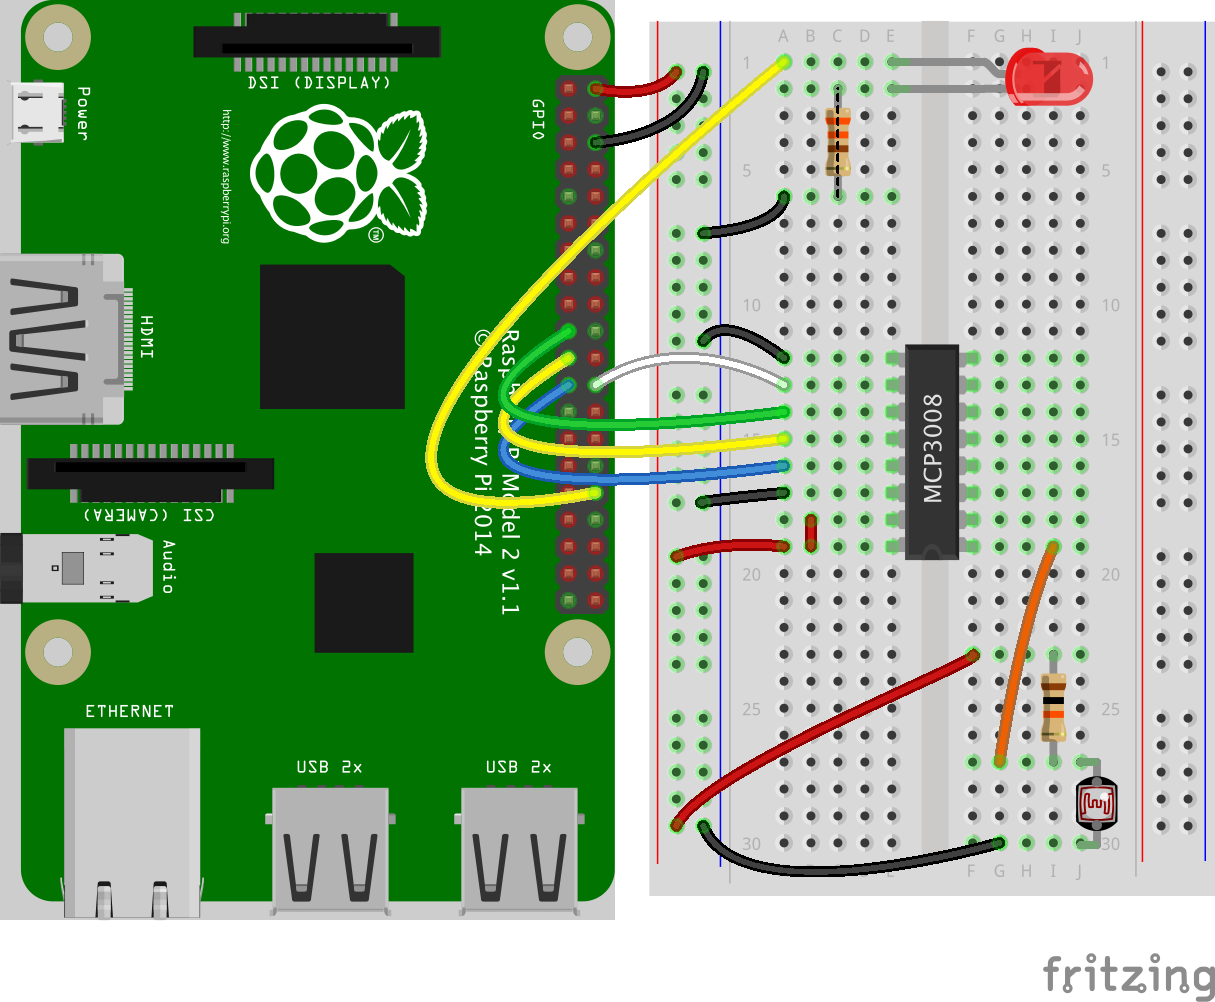 DSI (DISPLAY)
Power
GPIO
http://www.raspberrypi.org
TM
HDMI
Raspberry Pi Model 2 v1.1
©Raspberry Pi 2014
CSI (CAMERA)
Audio
ETHERNET
USB 2x
USB 2x
A B C D E F G H I J
1 1
5 5
10 10
15 15
MCP3008
20 20
25 25
30 30
E F G H I J
fritzing